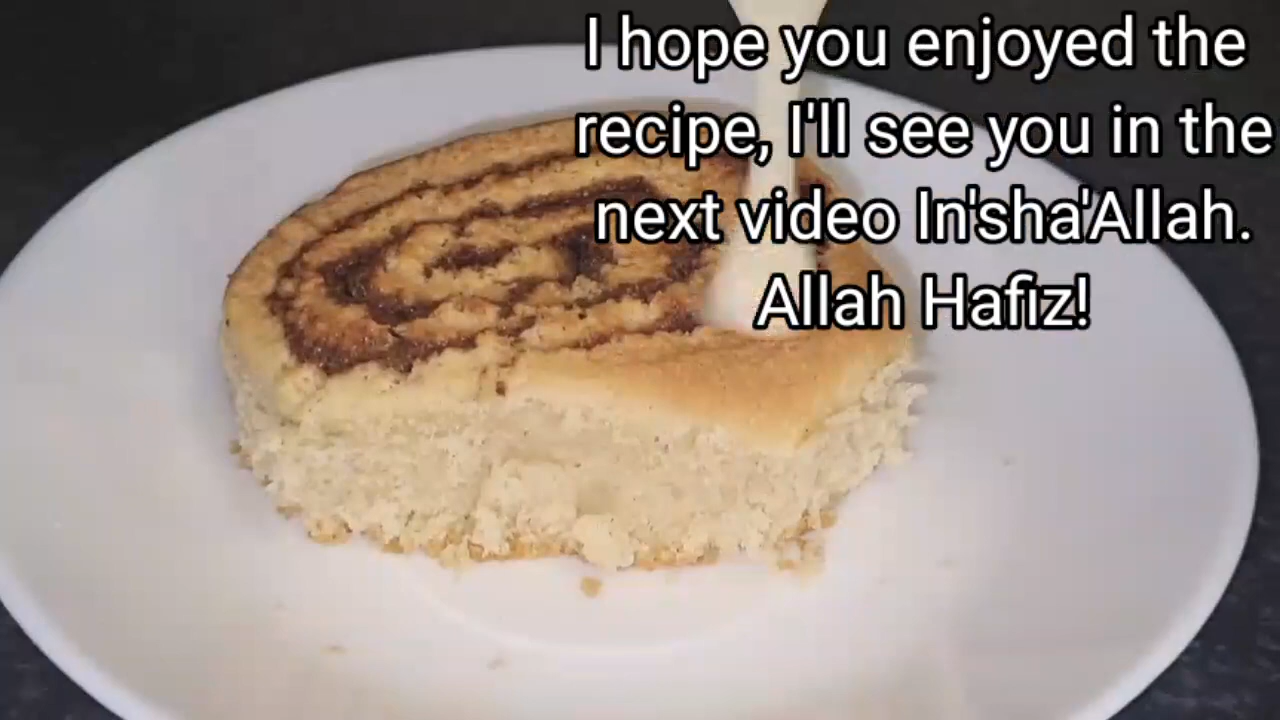 I hope you enjoyed the
recipe, I'll see you in the
next video In'sha'Allah.
Allah Hafiz!